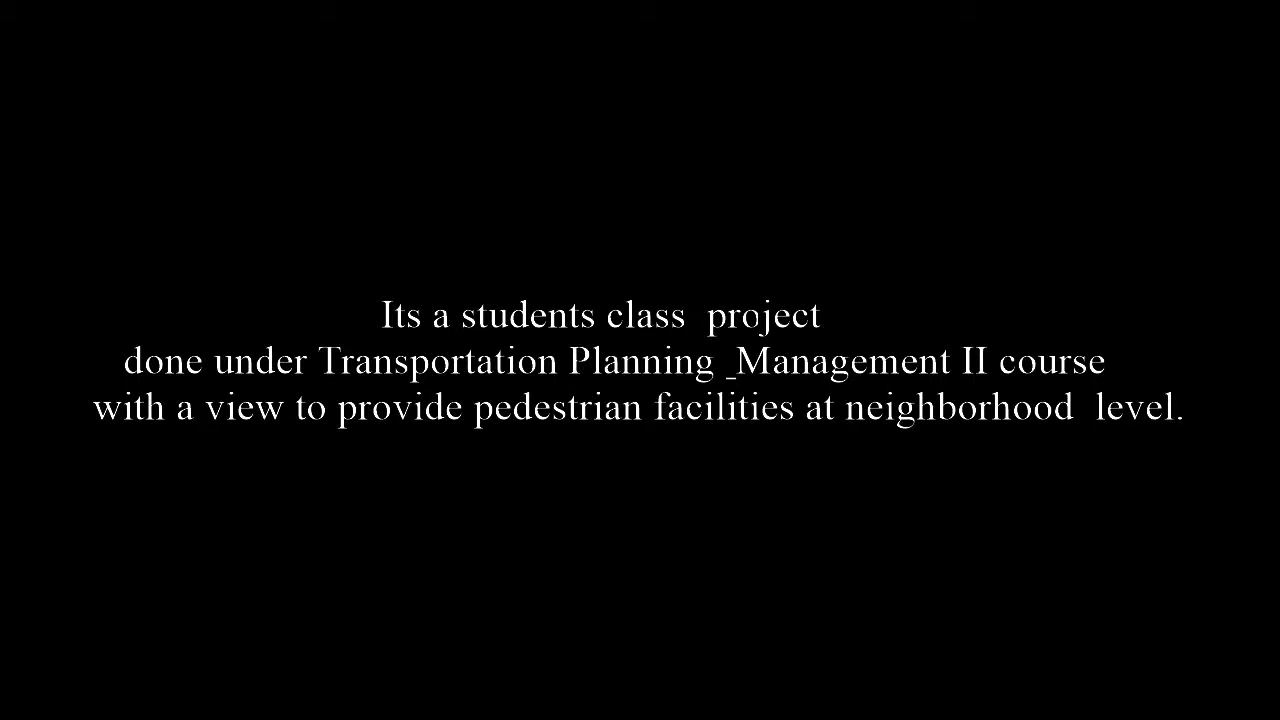 Its a students class  project
done under Transportation Planning _Management II course
with a view to provide pedestrian facilities at neighborhood  level.